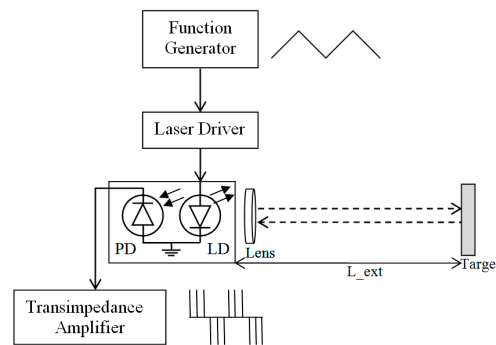 Function
Generator
Laser Driver
PD
LD
Lens
L_ext
Targe
Transimpedance
Amplifier